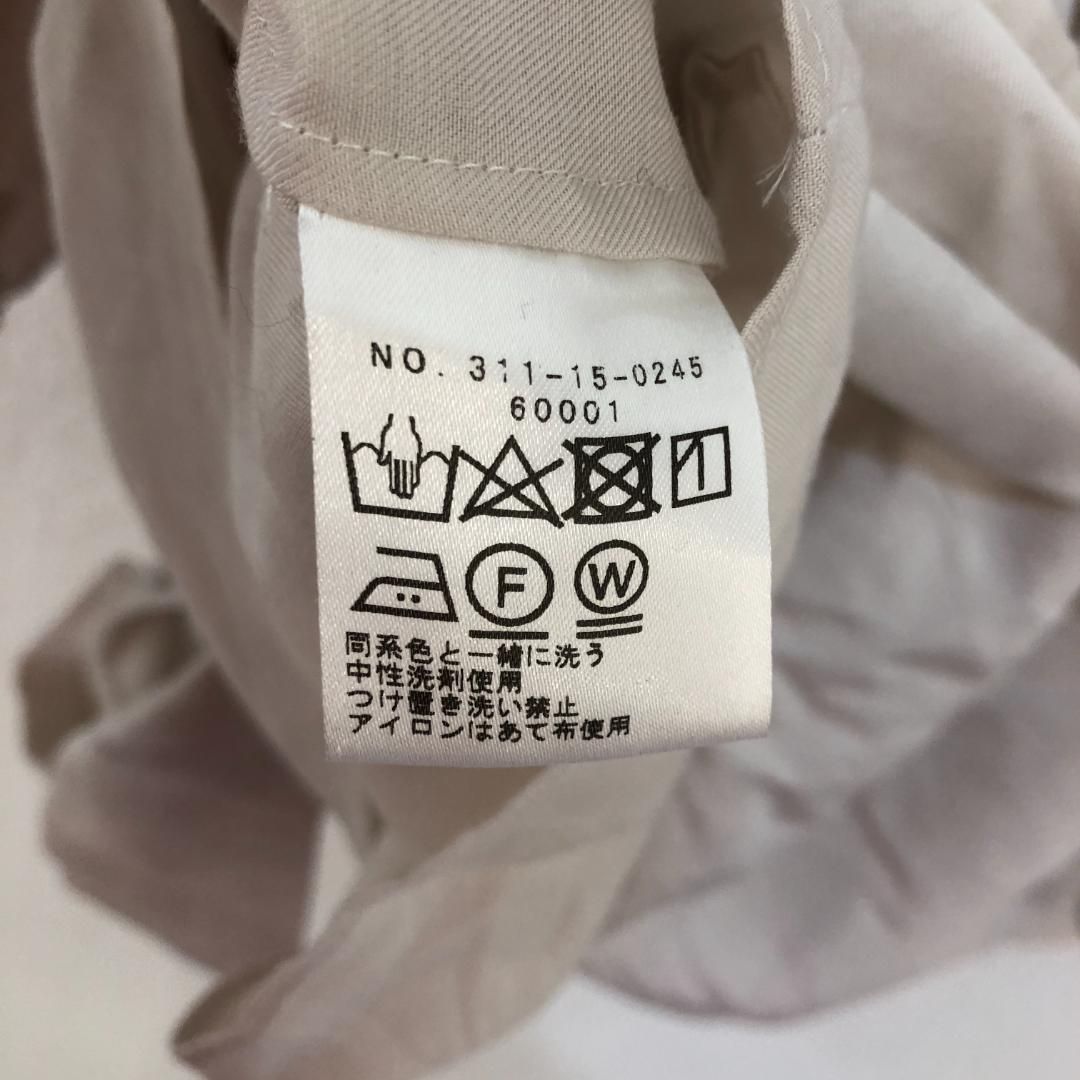 NO. 311-15-0245
60001
F W
同系色と一緒に洗う
中性洗剤使用
つけ置き洗い禁止
アイロンはあて布使用